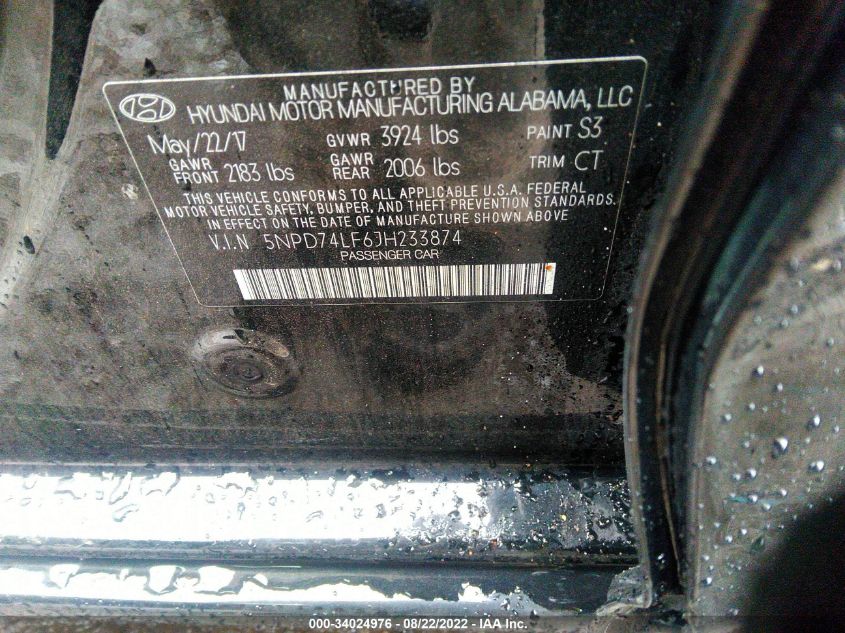 MANUFACTURED BY
HYUNDAI MOTOR MANUFACTURING ALABAMA, LLC
May/22/17 GVWR 3924 lbs PAINT S3
GAWR FRONT 2183 lbs GAWR REAR 2006 lbs TRIM CT
THIS VEHICLE CONFORMS TO ALL APPLICABLE U.S.A. FEDERAL
MOTOR VEHICLE SAFETY, BUMPER, AND THEFT PREVENTION STANDARDS
IN EFFECT ON THE DATE OF MANUFACTURE SHOWN ABOVE
V.I.N 5NPD74LF6JH233874
PASSENGER CAR
000-34024976 - 08/22/2022 - IAA Inc.